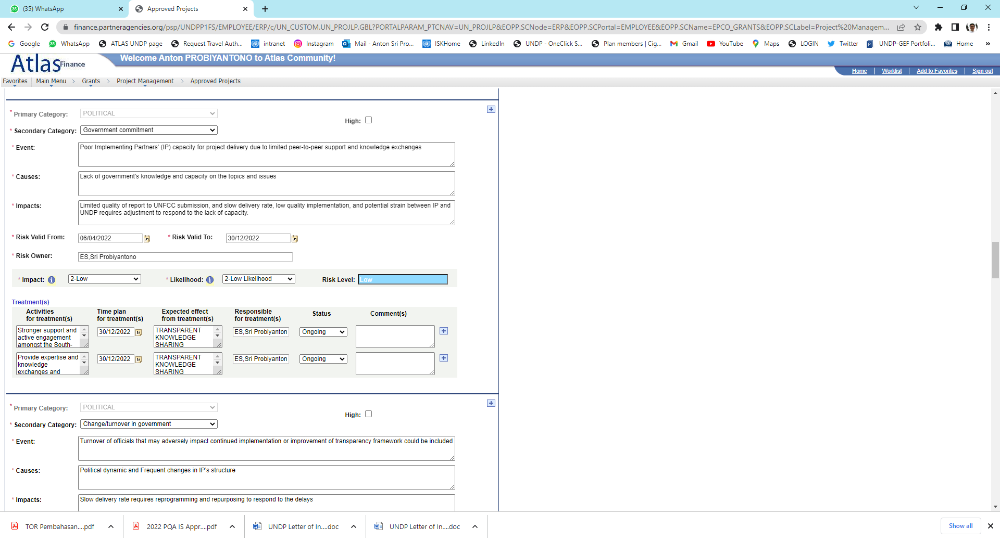 (35) WhatsApp
Approved Projects
finance.partneragencies.org/psp/UNDPP1FS/EMPLOYEE/ERP/c/UN_CUSTOM.UN_PROJLP.GBL?PORTALPARAM_PTCNAV=UN_PROJLP&EOPP.SCNode=ERP&EOPP.SCPortal=EMPLOYEE&EOPP.SCName=EPCO_GRANTS&EOPP.SCLabel=Project%20Managem...
Google WhatsApp ATLAS UNDP page Request Travel Auth... intranet Instagram Mail - Anton Sri Pro... ISKHome LinkedIn UNDP - OneClick S... Plan members | Cig... Gmail YouTube Maps LOGIN Twitter UNDP-GEF Portfoli... Home »
Atlas Finance
Welcome Anton PROBIYANTONO to Atlas Community!
Home Worklist Add to Favorites Sign out
Favorites Main Menu > Grants > Project Management > Approved Projects
* Primary Category: POLITICAL
High:
* Secondary Category: Government commitment
* Event: Poor Implementing Partners' (IP) capacity for project delivery due to limited peer-to-peer support and knowledge exchanges
* Causes: Lack of government's knowledge and capacity on the topics and issues
* Impacts: Limited quality of report to UNFCC submission, and slow delivery rate, low quality implementation, and potential strain between IP and
UNDP requires adjustment to respond to the lack of capacity.
* Risk Valid From: 06/04/2022 * Risk Valid To: 30/12/2022
* Risk Owner: ES,Sri Probiyantono
* Impact: 2-Low * Likelihood: 2-Low Likelihood Risk Level: Low
Treatment(s)
Activities Time plan Expected effect Responsible Status Comment(s)
for treatment(s) for treatment(s) from treatment(s) for treatment(s)
Stronger support and
active engagement
amongst the South-
30/12/2022
TRANSPARENT
KNOWLEDGE
SHARING
ES,Sri Probiyanton
Ongoing
Provide expertise and
knowledge
exchanges and
30/12/2022
TRANSPARENT
KNOWLEDGE
SHARING
ES,Sri Probiyanton
Ongoing
* Primary Category: POLITICAL
High:
* Secondary Category: Change/turnover in government
* Event: Turnover of officials that may adversely impact continued implementation or improvement of transparency framework could be included
* Causes: Political dynamic and Frequent changes in IP's structure
* Impacts: Slow delivery rate requires reprogramming and repurposing to respond to the delays
TOR Pembahasan....pdf 2022 PQA IS Appr....pdf UNDP Letter of In....doc UNDP Letter of In....doc Show all